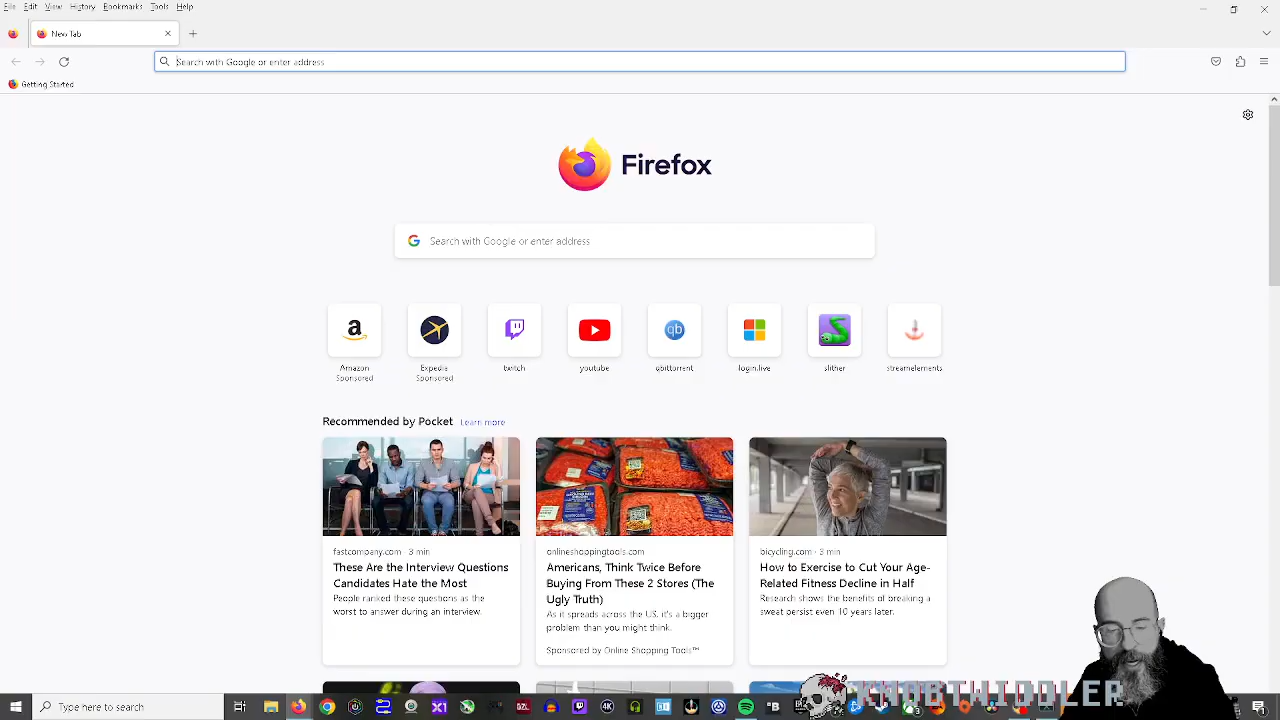 File Edit View History Bookmarks Tools Help
New Tab
Search with Google or enter address
Getting Started
Firefox
Search with Google or enter address
Amazon
Sponsored
Expedia
Sponsored
twitch
youtube
qb
qbittorrent
login.live
slither
streamelements
Recommended by Pocket Learn more
fastcompany.com · 3 min
These Are the Interview Questions
Candidates Hate the Most
People ranked these questions as the
worst to answer during an interview.
onlineshoppingtools.com
Americans, Think Twice Before
Buying From These 2 Stores (The
Ugly Truth)
As it spreads across the US, it's a bigger
problem than you might think.
Sponsored by Online Shopping Tools™
bicycling.com · 3 min
How to Exercise to Cut Your Age-
Related Fitness Decline in Half
Research shows the benefits of breaking a
sweat persist even 10 years later.
KNOBTWIDDLER
Type here to search